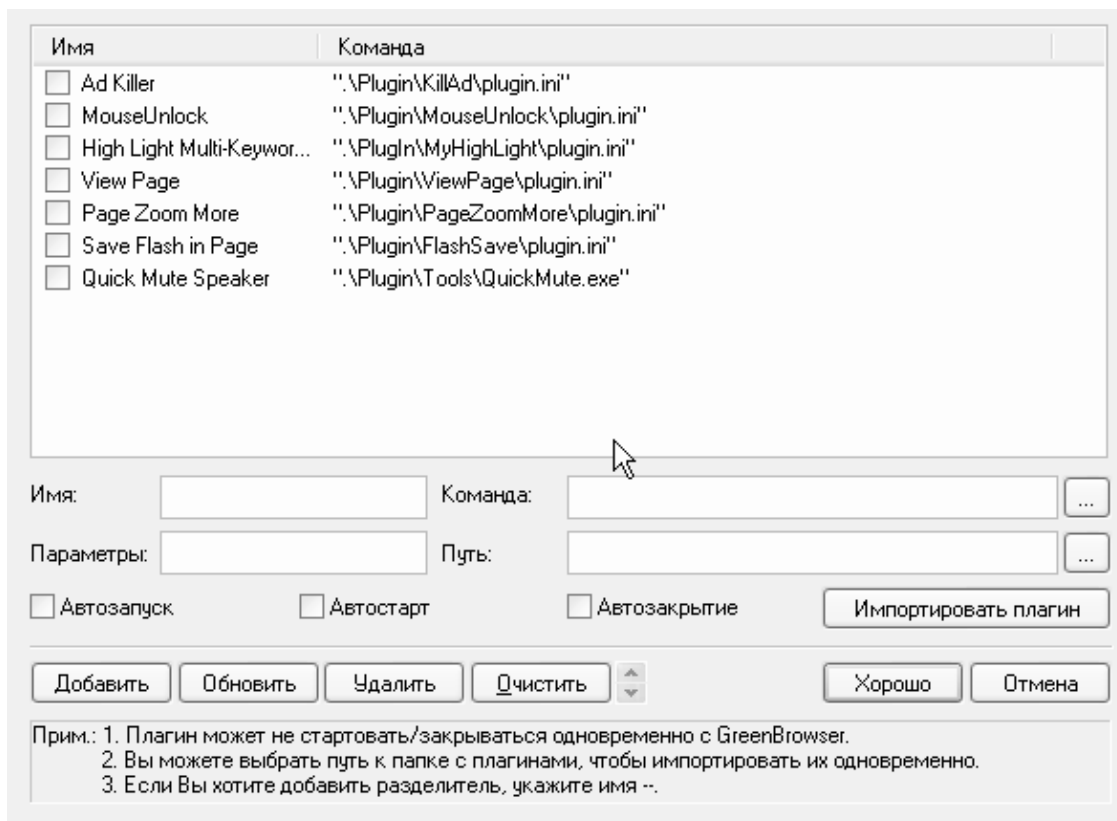 Имя Команда
Ad Killer ".\Plugin\KillAd\plugin.ini"
MouseUnlock ".\Plugin\MouseUnlock\plugin.ini"
High Light Multi-Keywor... ".\PlugIn\MyHighLight\plugin.ini"
View Page ".\Plugin\ViewPage\plugin.ini"
Page Zoom More ".\Plugin\PageZoomMore\plugin.ini"
Save Flash in Page ".\Plugin\FlashSave\plugin.ini"
Quick Mute Speaker ".\Plugin\Tools\QuickMute.exe"
Имя: Команда: ...
Параметры: Путь: ...
Автозапуск Автостарт Автозакрытие Импортировать плагин
Добавить Обновить Удалить Очистить Хорошо Отмена
Прим.: 1. Плагин может не стартовать/закрываться одновременно с GreenBrowser.
2. Вы можете выбрать путь к папке с плагинами, чтобы импортировать их одновременно.
3. Если Вы хотите добавить разделитель, укажите имя --.